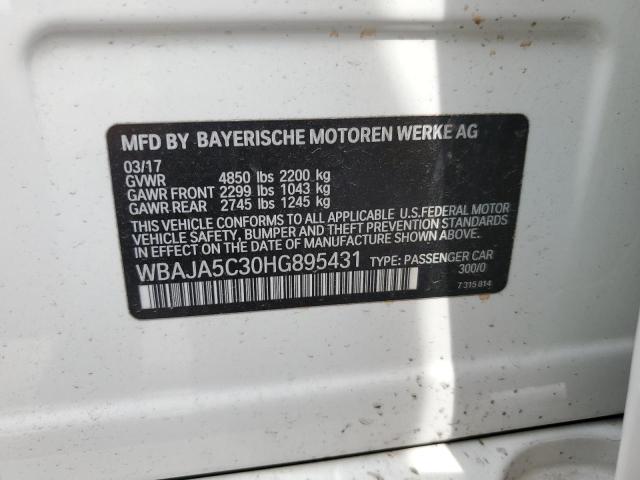 MFD BY BAYERISCHE MOTOREN WERKE AG
03/17
GVWR 4850 lbs 2200 kg
GAWR FRONT 2299 lbs 1043 kg
GAWR REAR 2745 lbs 1245 kg
THIS VEHICLE CONFORMS TO ALL APPLICABLE U.S.FEDERAL MOTOR
VEHICLE SAFETY, BUMPER, AND THEFT PREVENTION STANDARDS
IN EFFECT ON THE DATE OF MANUFACTURE SHOWN ABOVE.
WBAJA5C30HG895431 TYPE: PASSENGER CAR
300/0
7 315 814